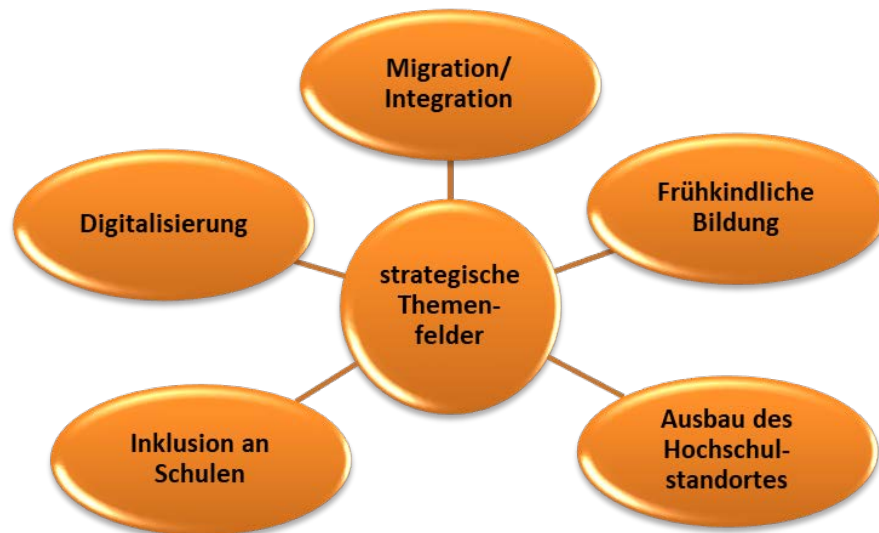 Migration/
Integration
Frühkindliche
Bildung
Digitalisierung
strategische
Themen-
felder
Inklusion an
Schulen
Ausbau des
Hochschul-
standortes